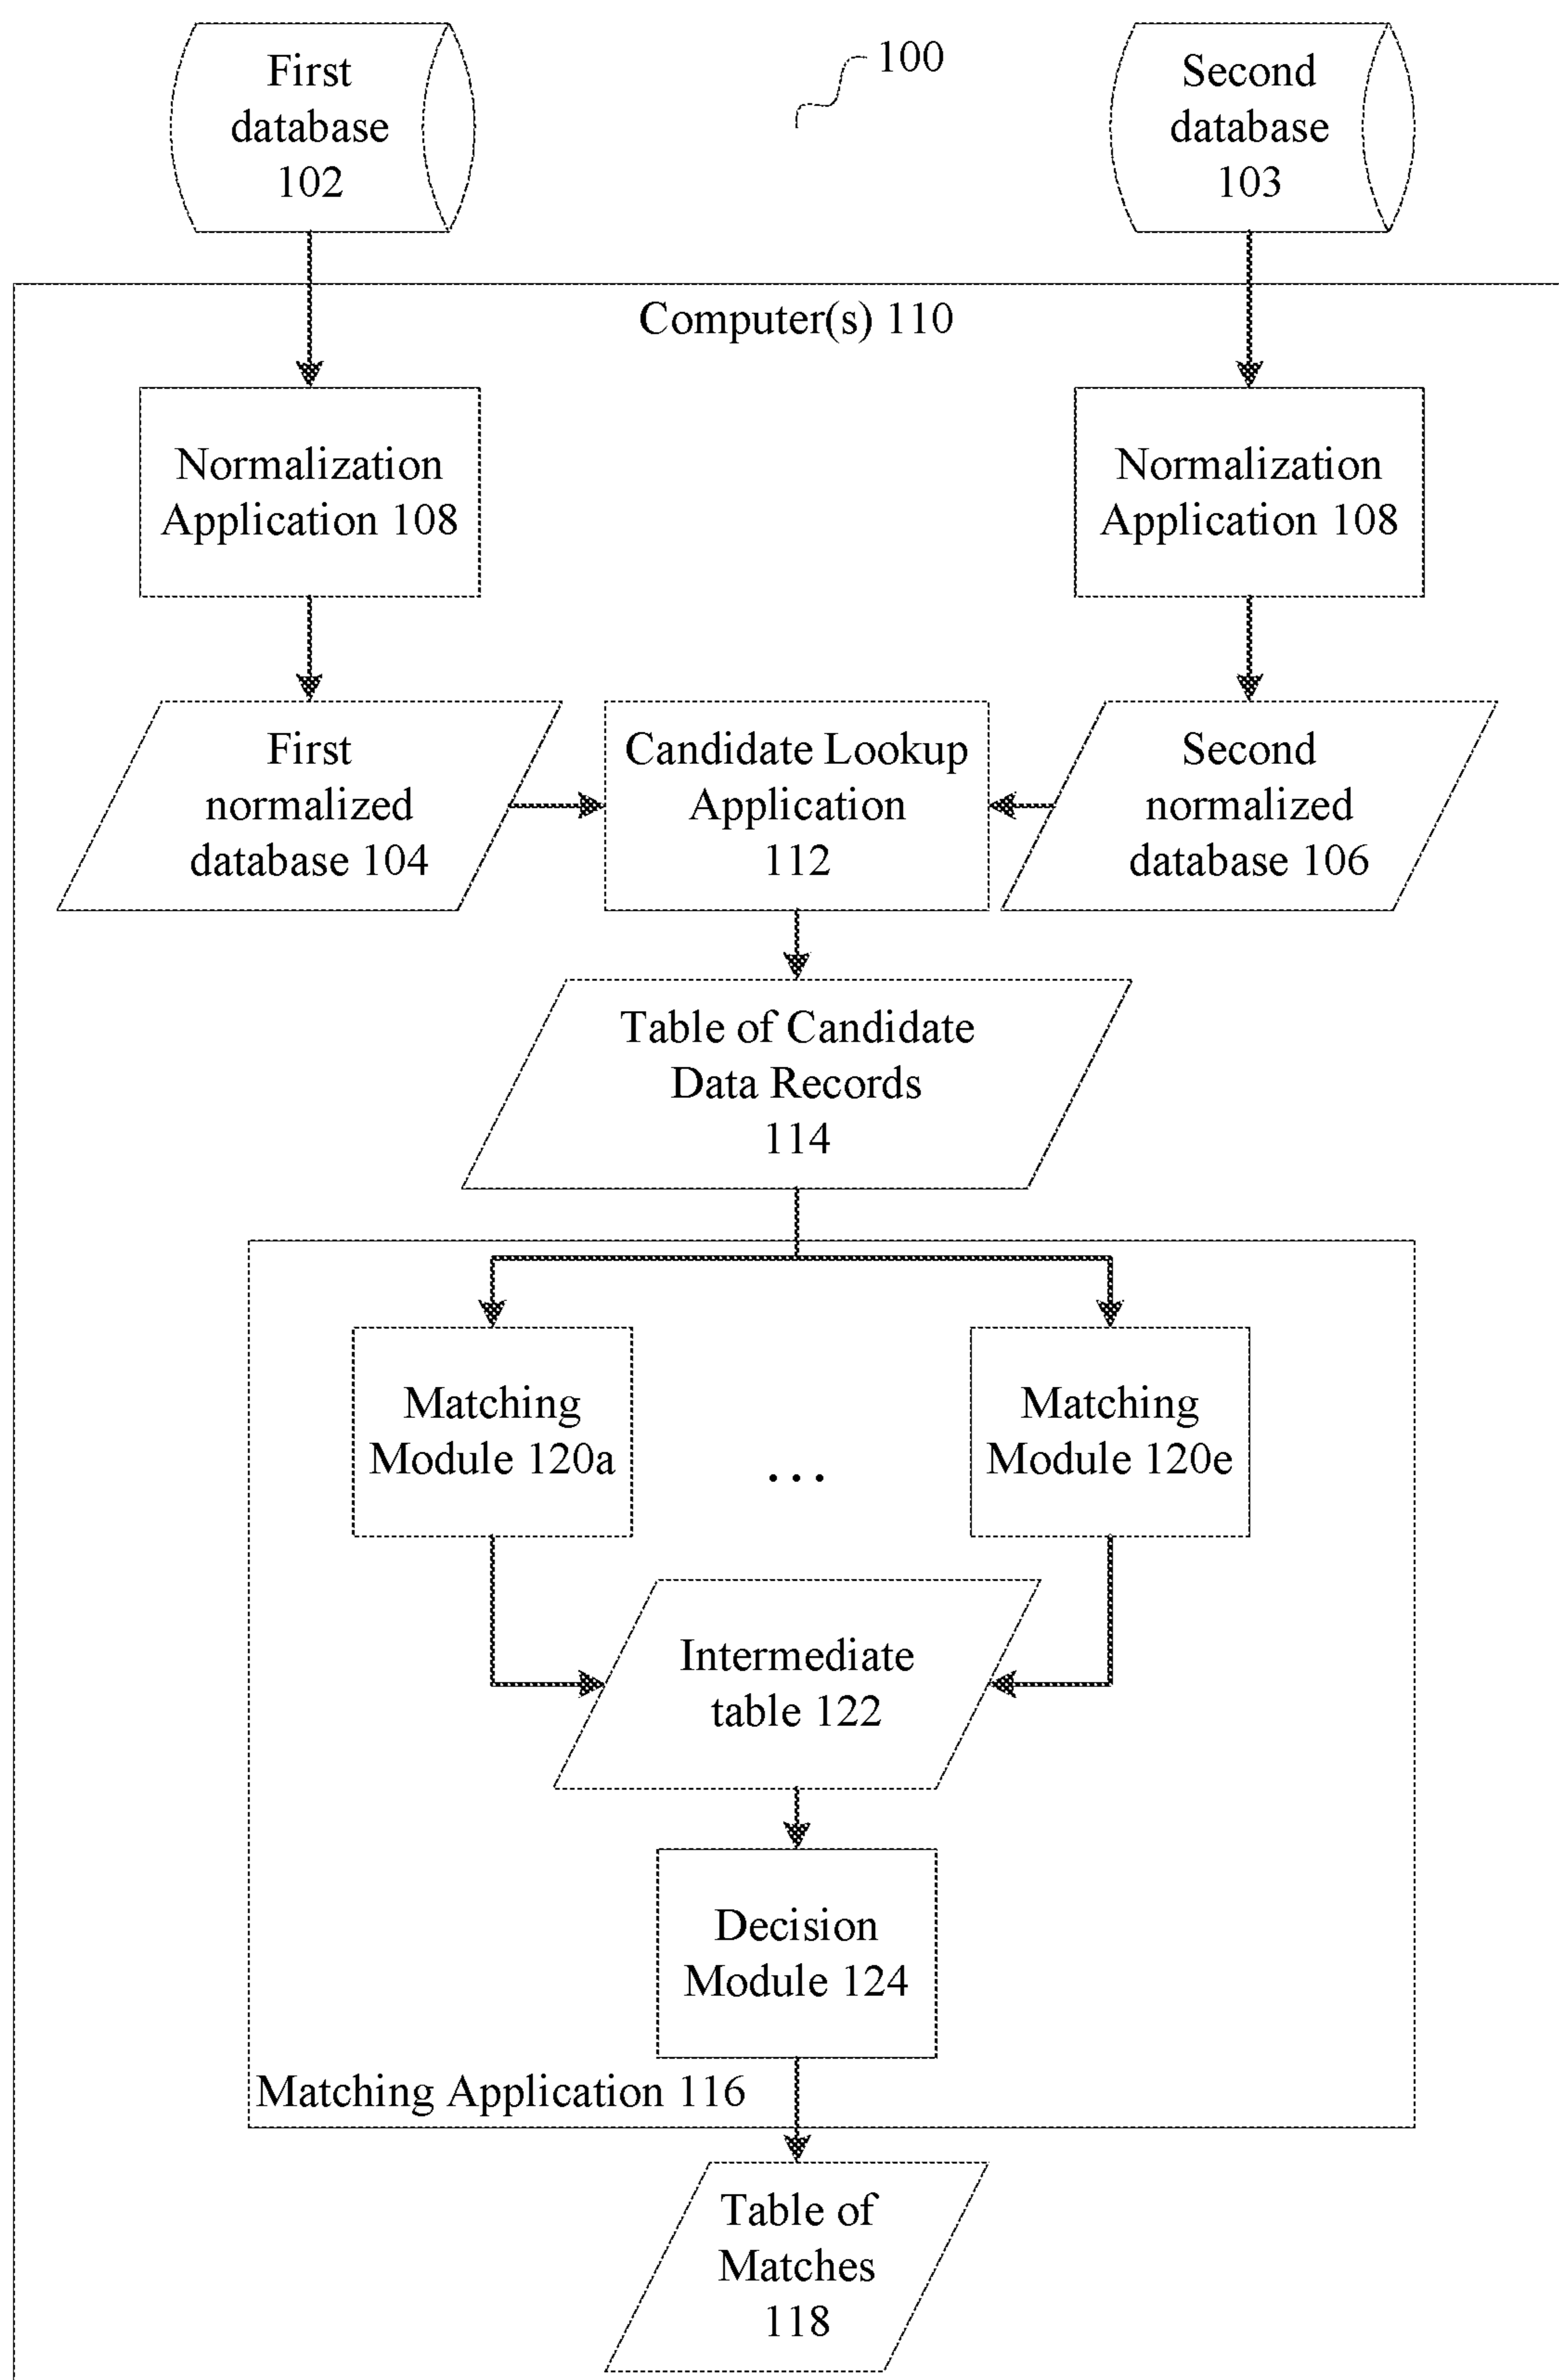 First
database
102
100
Second
database
103
Computer(s) 110
Normalization
Application 108
Normalization
Application 108
First
normalized
database 104
Candidate Lookup
Application
112
Second
normalized
database 106
Table of Candidate
Data Records
114
Matching
Module 120a
...
Matching
Module 120e
Intermediate
table 122
Decision
Module 124
Matching Application 116
Table of
Matches
118